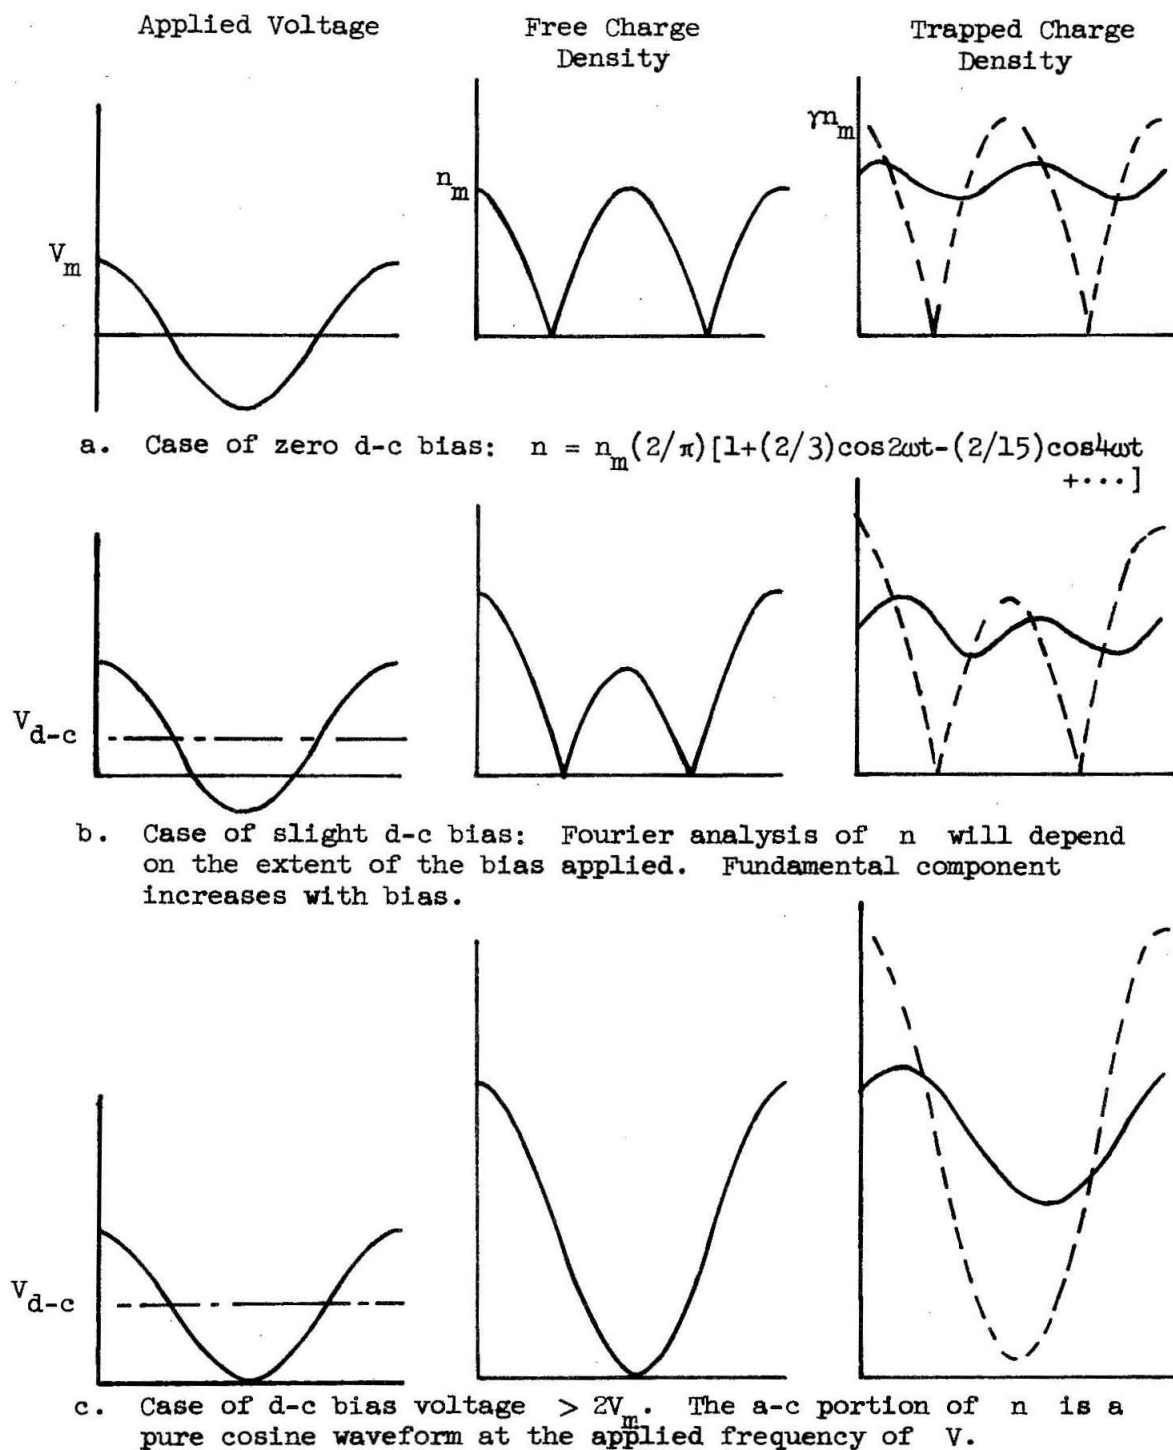 Applied Voltage
Free Charge
Density
Trapped Charge
Density
V_m
n_m
γn_m
a. Case of zero d-c bias: n = n_m(2/π)[1+(2/3)cos2ωt-(2/15)cos4ωt
+···]
V_d-c
b. Case of slight d-c bias: Fourier analysis of n will depend
on the extent of the bias applied. Fundamental component
increases with bias.
V_d-c
c. Case of d-c bias voltage > 2V_m. The a-c portion of n is a
pure cosine waveform at the applied frequency of V.